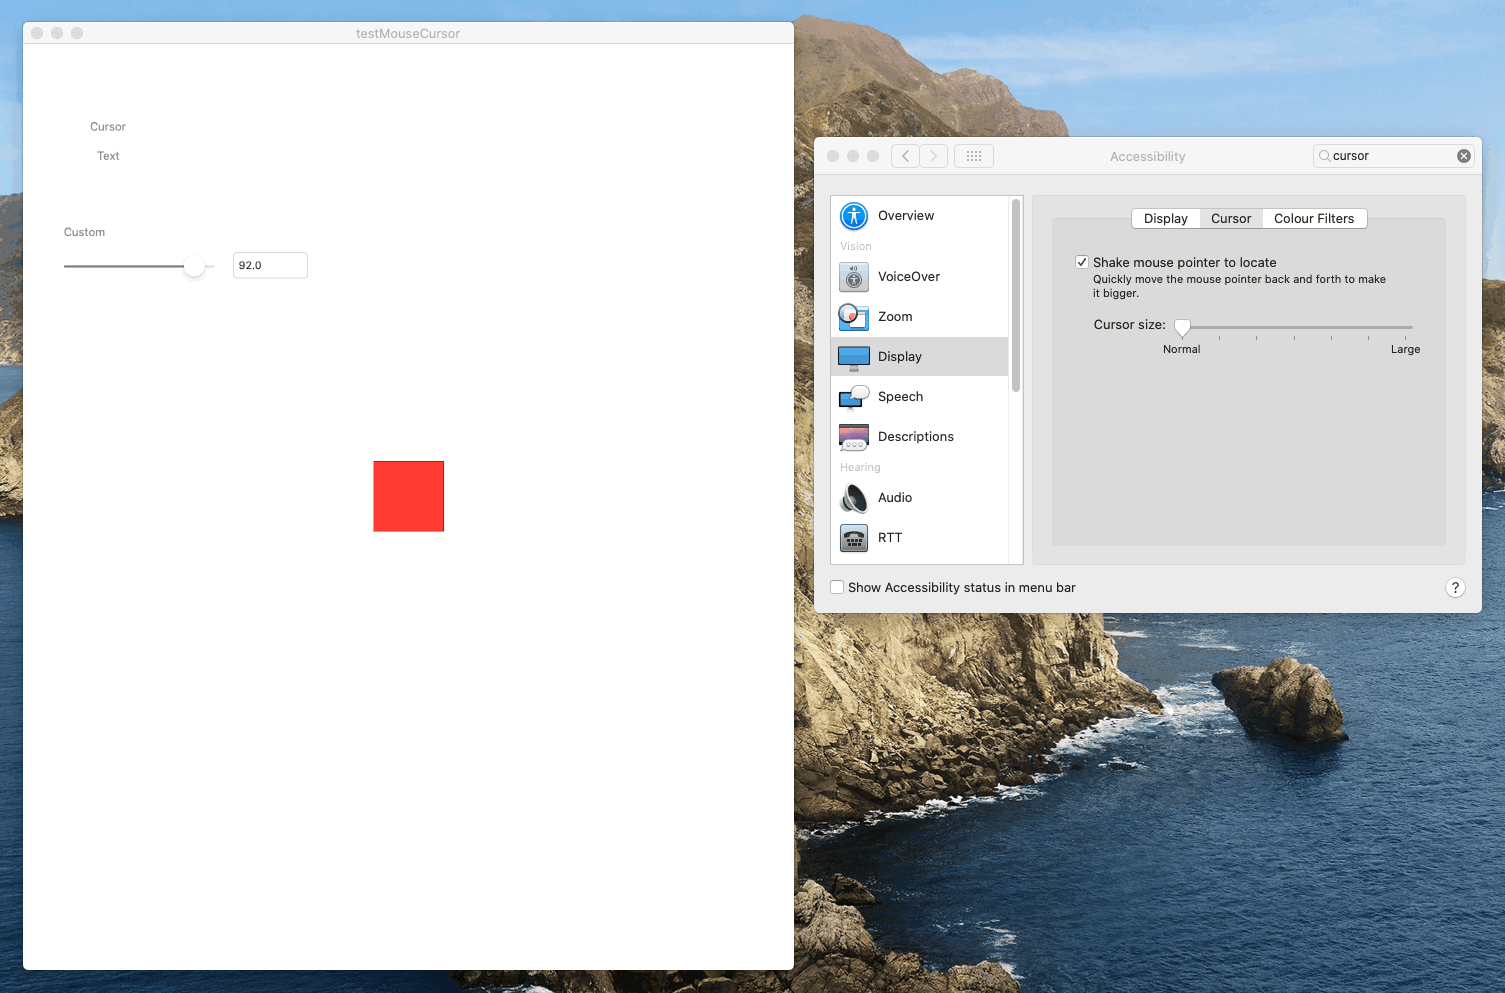 testMouseCursor
Cursor
Text
Custom
92.0
Accessibility
cursor
Overview
Vision
VoiceOver
Zoom
Display
Speech
Descriptions
Hearing
Audio
RTT
Display Cursor Colour Filters
Shake mouse pointer to locate
Quickly move the mouse pointer back and forth to make
it bigger.
Cursor size:
Normal Large
Show Accessibility status in menu bar
?